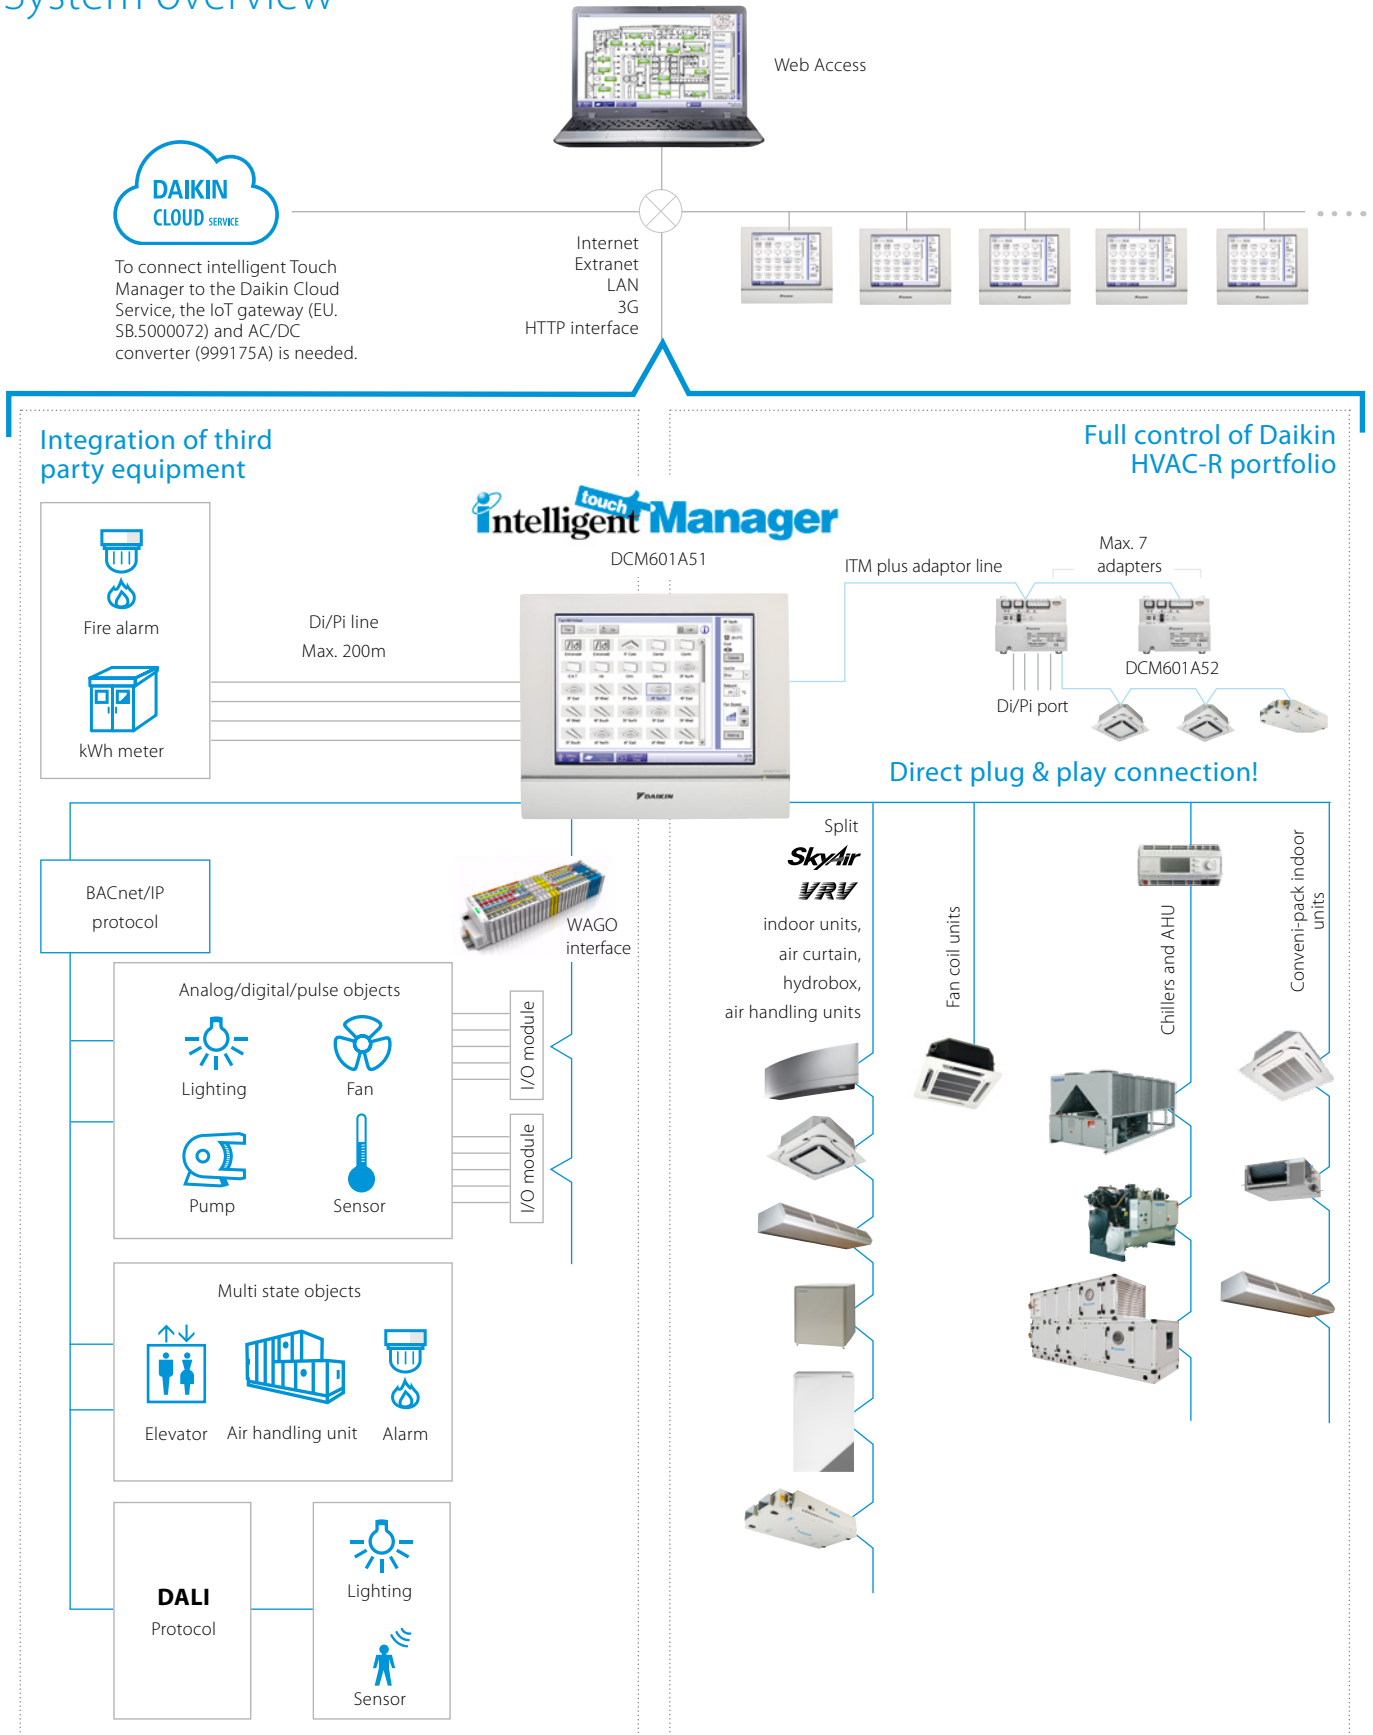 System overview
Web Access
DAIKIN
CLOUD SERVICE
To connect intelligent Touch
Manager to the Daikin Cloud
Service, the IoT gateway (EU.
SB.5000072) and AC/DC
converter (999175A) is needed.
Internet
Extranet
LAN
3G
HTTP interface
Integration of third
party equipment
Full control of Daikin
HVAC-R portfolio
intelligent touch Manager
DCM601A51
Fire alarm
kWh meter
Di/Pi line
Max. 200m
ITM plus adaptor line
Max. 7
adapters
DCM601A52
Di/Pi port
DAIKIN
Direct plug & play connection!
BACnet/IP
protocol
WAGO
interface
Analog/digital/pulse objects
Lighting
Fan
Pump
Sensor
I/O module
I/O module
Multi state objects
Elevator
Air handling unit
Alarm
DALI
Protocol
Lighting
Sensor
Split
SkyAir
VRV
indoor units,
air curtain,
hydrobox,
air handling units
Fan coil units
Chillers and AHU
Conveni-pack indoor
units